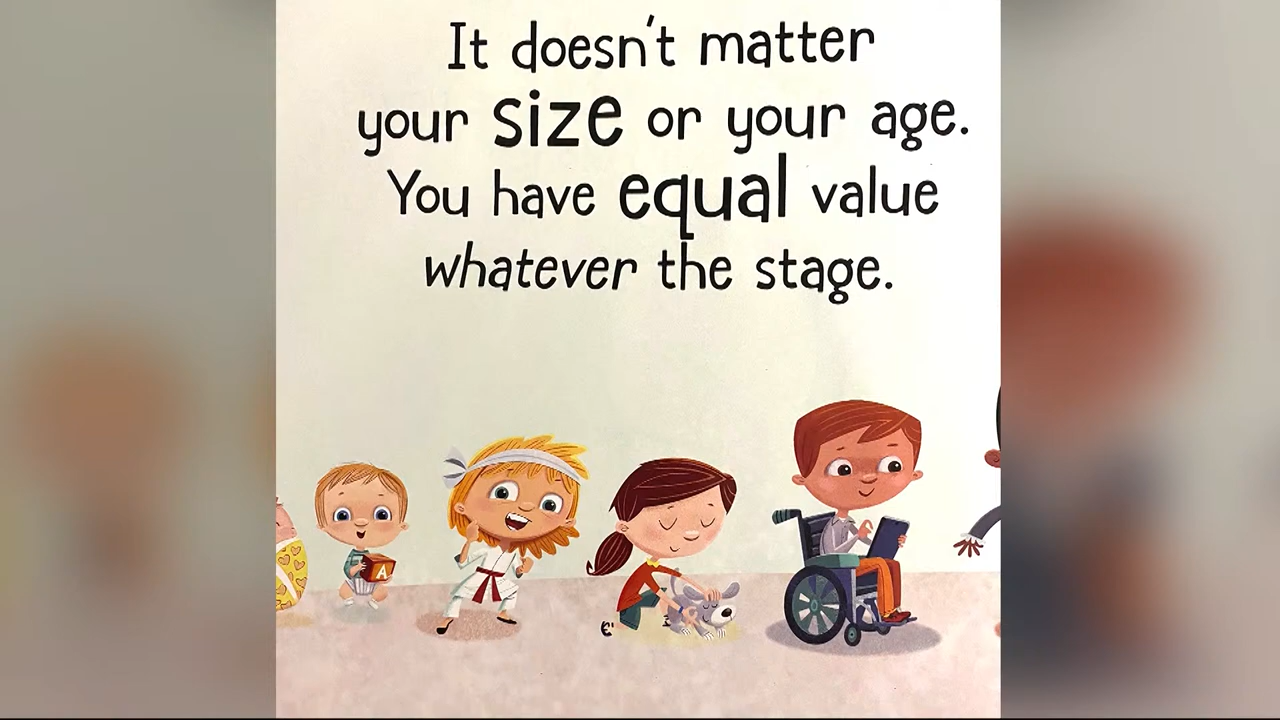 It doesn't matter
your size or your age.
You have equal value
whatever the stage.
A